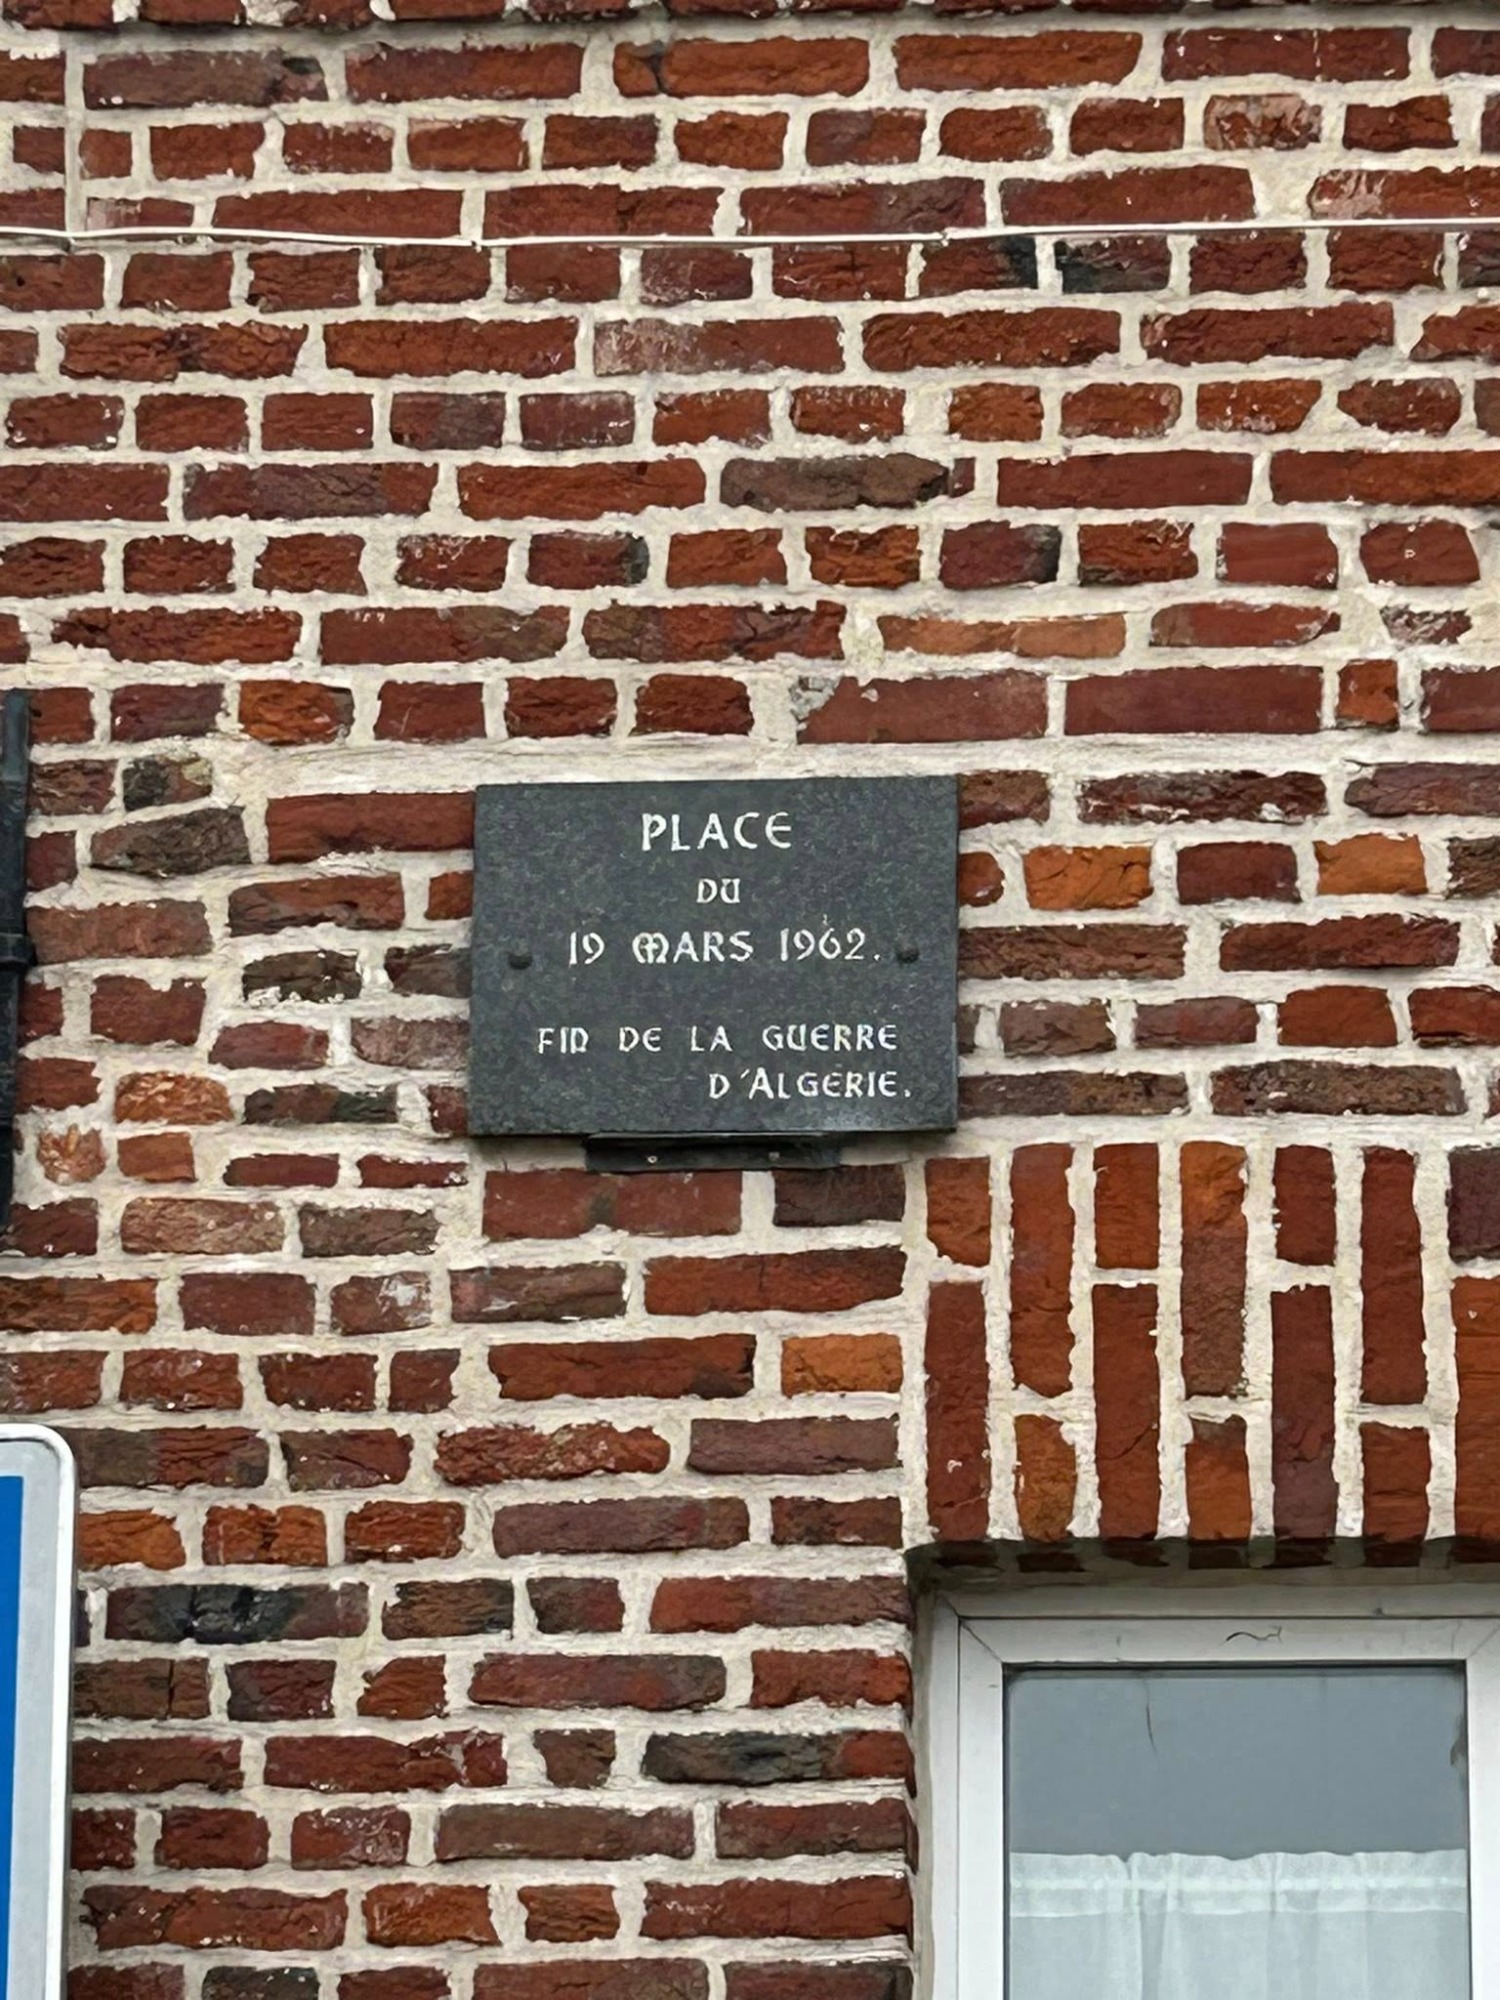 PLACE
DU
19 MARS 1962.
FIN DE LA GUERRE
D'ALGERIE.